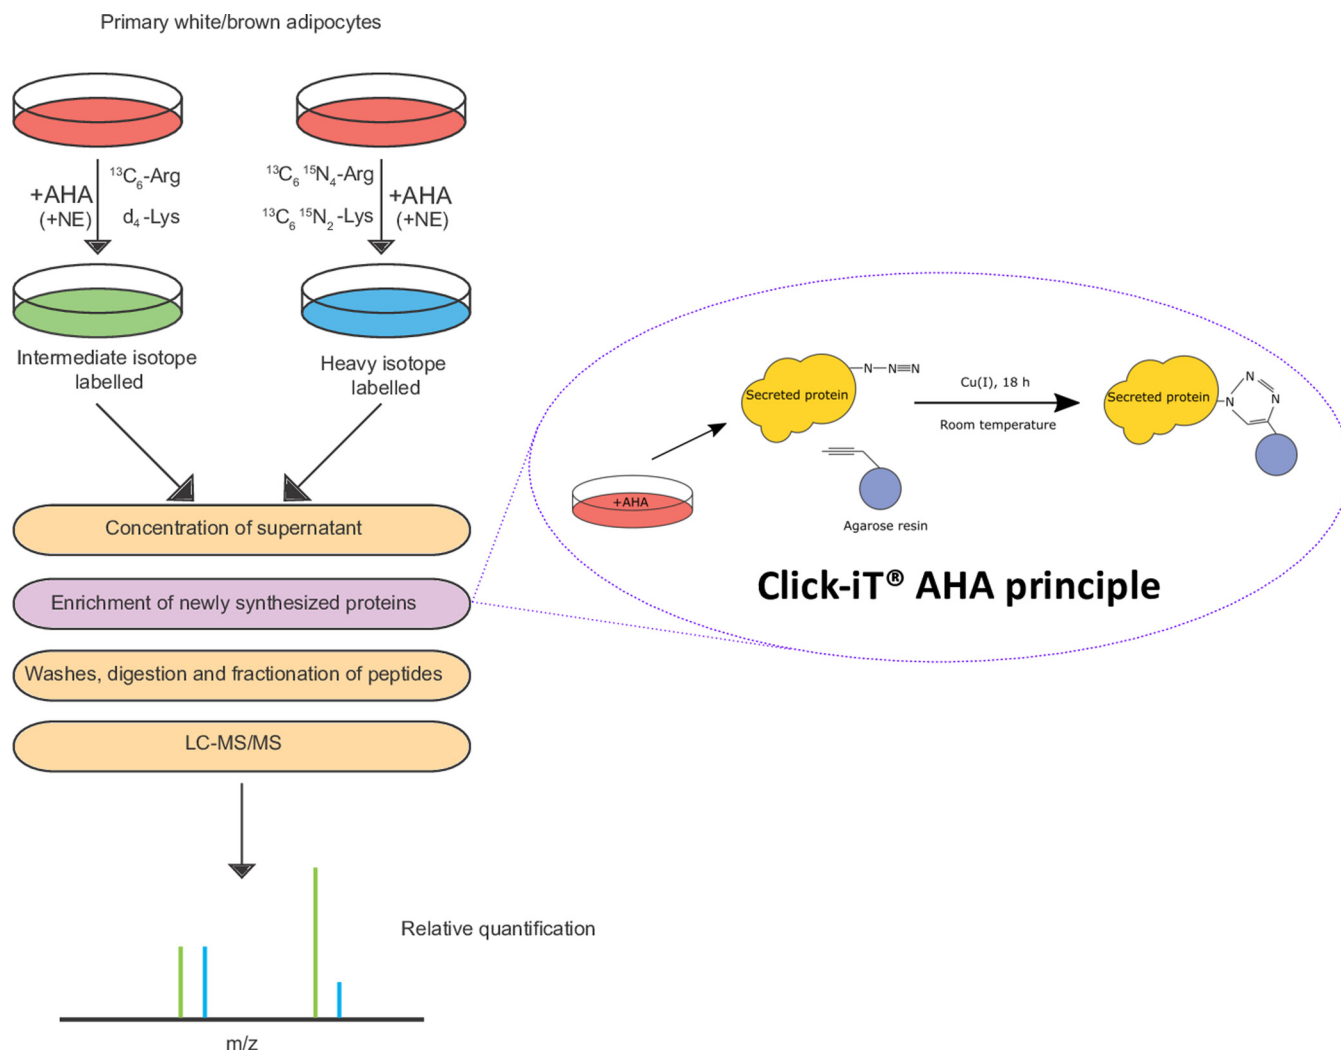 Primary white/brown adipocytes
+AHA
(+NE)
¹³C₆-Arg
d₄-Lys
¹³C₆ ¹⁵N₄-Arg
¹³C₆ ¹⁵N₂-Lys
+AHA
(+NE)
Intermediate isotope
labelled
Heavy isotope
labelled
Concentration of supernatant
Enrichment of newly synthesized proteins
Washes, digestion and fractionation of peptides
LC-MS/MS
Relative quantification
m/z
+AHA
Secreted protein
N
N
N
Agarose resin
Cu(I), 18 h
Room temperature
Secreted protein
N
N
N
Click-iT® AHA principle